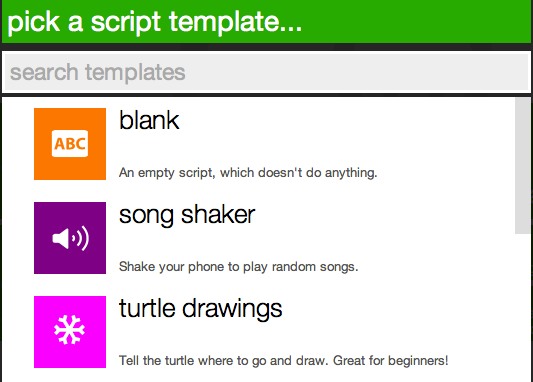 pick a script template...
search templates
ABC
blank
An empty script, which doesn't do anything.
song shaker
Shake your phone to play random songs.
turtle drawings
Tell the turtle where to go and draw. Great for beginners!